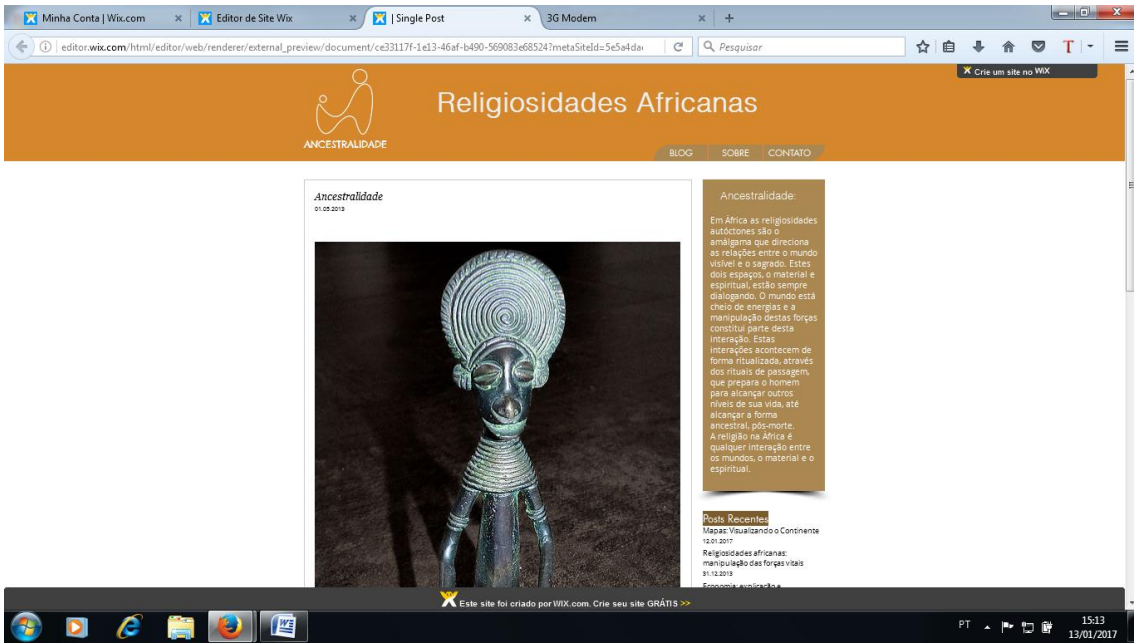 Minha Conta | Wix.com
Editor de Site Wix
| Single Post
3G Modem
editor.wix.com/html/editor/web/renderer/external_preview/document/ce33117f-1e13-46af-b490-569083e68524?metaSiteId=5e5a4da
Pesquisar
Crie um site no WiX
Religiosidades Africanas
ANCESTRALIDADE
BLOG SOBRE CONTATO
Ancestralidade
01.05.2013
Ancestralidade:
Em África as religiosidades
autóctones são o
amálgama que direciona
as relações entre o mundo
visível e o sagrado. Estes
dois espaços, o material e
espiritual, estão sempre
dialogando. O mundo está
cheio de energias e a
manipulação destas forças
constitui parte desta
interação. Estas
interações acontecem de
forma ritualizada, através
dos rituais de passagem,
que prepara o homem
para alcançar outros
níveis de sua vida, até
alcançar a forma
ancestral, pós-morte.
A religião na África é
qualquer interação entre
os mundos, o material e o
espiritual.
Posts Recentes
Mapas: Visualizando o Continente
12.01.2017
Religiosidades africanas:
manipulação das forças vitais
31.12.2013
Economia: explicação e
Este site foi criado por WIX.com. Crie seu site GRÁTIS >>
PT
15:13
13/01/2017